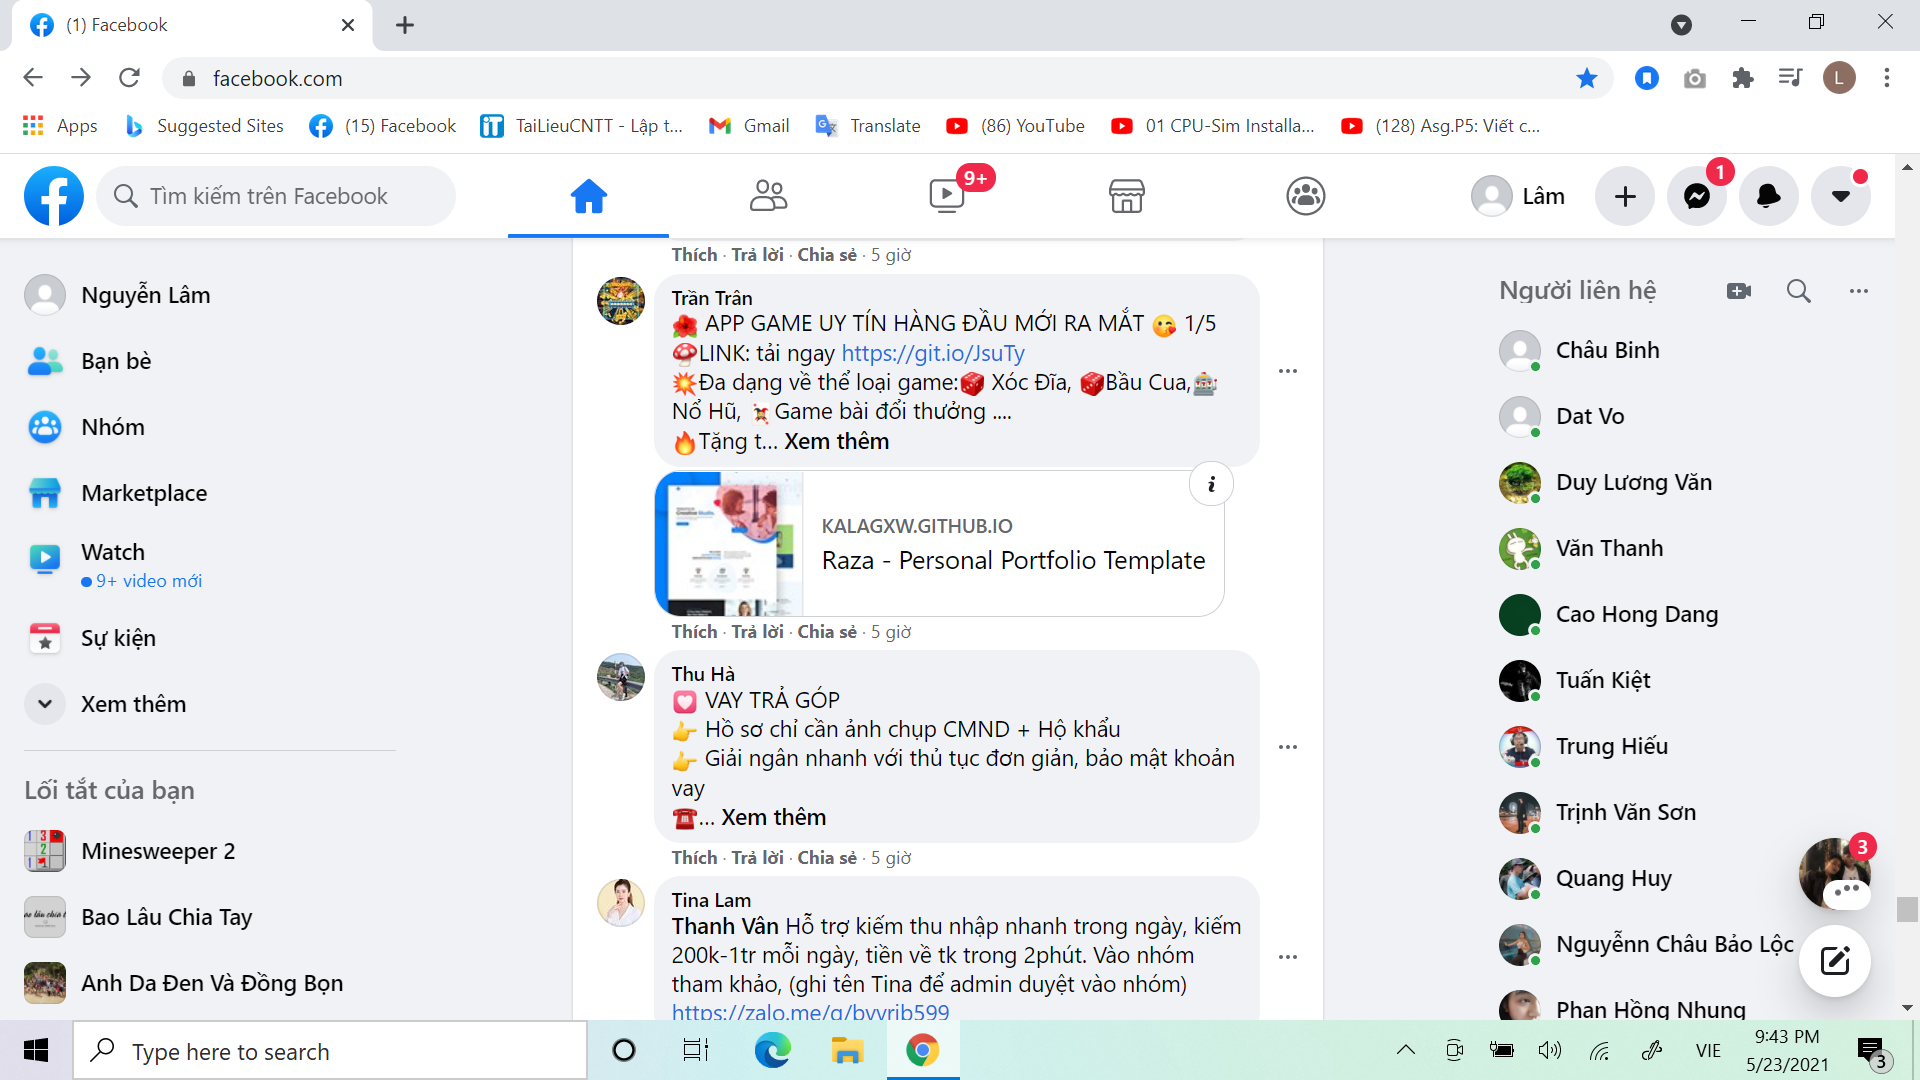 (1) Facebook
facebook.com
L
Apps
Suggested Sites
(15) Facebook
TaiLieuCNTT - Lập t...
Gmail
Translate
(86) YouTube
01 CPU-Sim Installa...
(128) Asg.P5: Viết c...
Tìm kiếm trên Facebook
9+
Lâm
1
Nguyễn Lâm
Bạn bè
Nhóm
Marketplace
Watch
9+ video mới
Sự kiện
Xem thêm
Lối tắt của bạn
Minesweeper 2
Bao Lâu Chia Tay
Anh Da Đen Và Đồng Bọn
Thích · Trả lời · Chia sẻ · 5 giờ
Trần Trân
🌺 APP GAME UY TÍN HÀNG ĐẦU MỚI RA MẮT 😘 1/5
🍄LINK: tải ngay https://git.io/JsuTy
💥Đa dạng về thể loại game:🎲 Xóc Đĩa, 🎲Bầu Cua,🎰
Nổ Hũ, 🃏Game bài đổi thưởng ....
🔥Tặng t... Xem thêm
KALAGXW.GITHUB.IO
Raza - Personal Portfolio Template
Thích · Trả lời · Chia sẻ · 5 giờ
Thu Hà
💟 VAY TRẢ GÓP
👉 Hồ sơ chỉ cần ảnh chụp CMND + Hộ khẩu
👉 Giải ngân nhanh với thủ tục đơn giản, bảo mật khoản
vay
☎️... Xem thêm
Thích · Trả lời · Chia sẻ · 5 giờ
Tina Lam
Thanh Vân Hỗ trợ kiếm thu nhập nhanh trong ngày, kiếm
200k-1tr mỗi ngày, tiền về tk trong 2phút. Vào nhóm
tham khảo, (ghi tên Tina để admin duyệt vào nhóm)
https://zalo.me/g/bvvrib599
Người liên hệ
Châu Binh
Dat Vo
Duy Lương Văn
Văn Thanh
Cao Hong Dang
Tuấn Kiệt
Trung Hiếu
Trịnh Văn Sơn
Quang Huy
Nguyễnn Châu Bảo Lộc
Phan Hồng Nhung
3
Type here to search
VIE
9:43 PM
5/23/2021
3